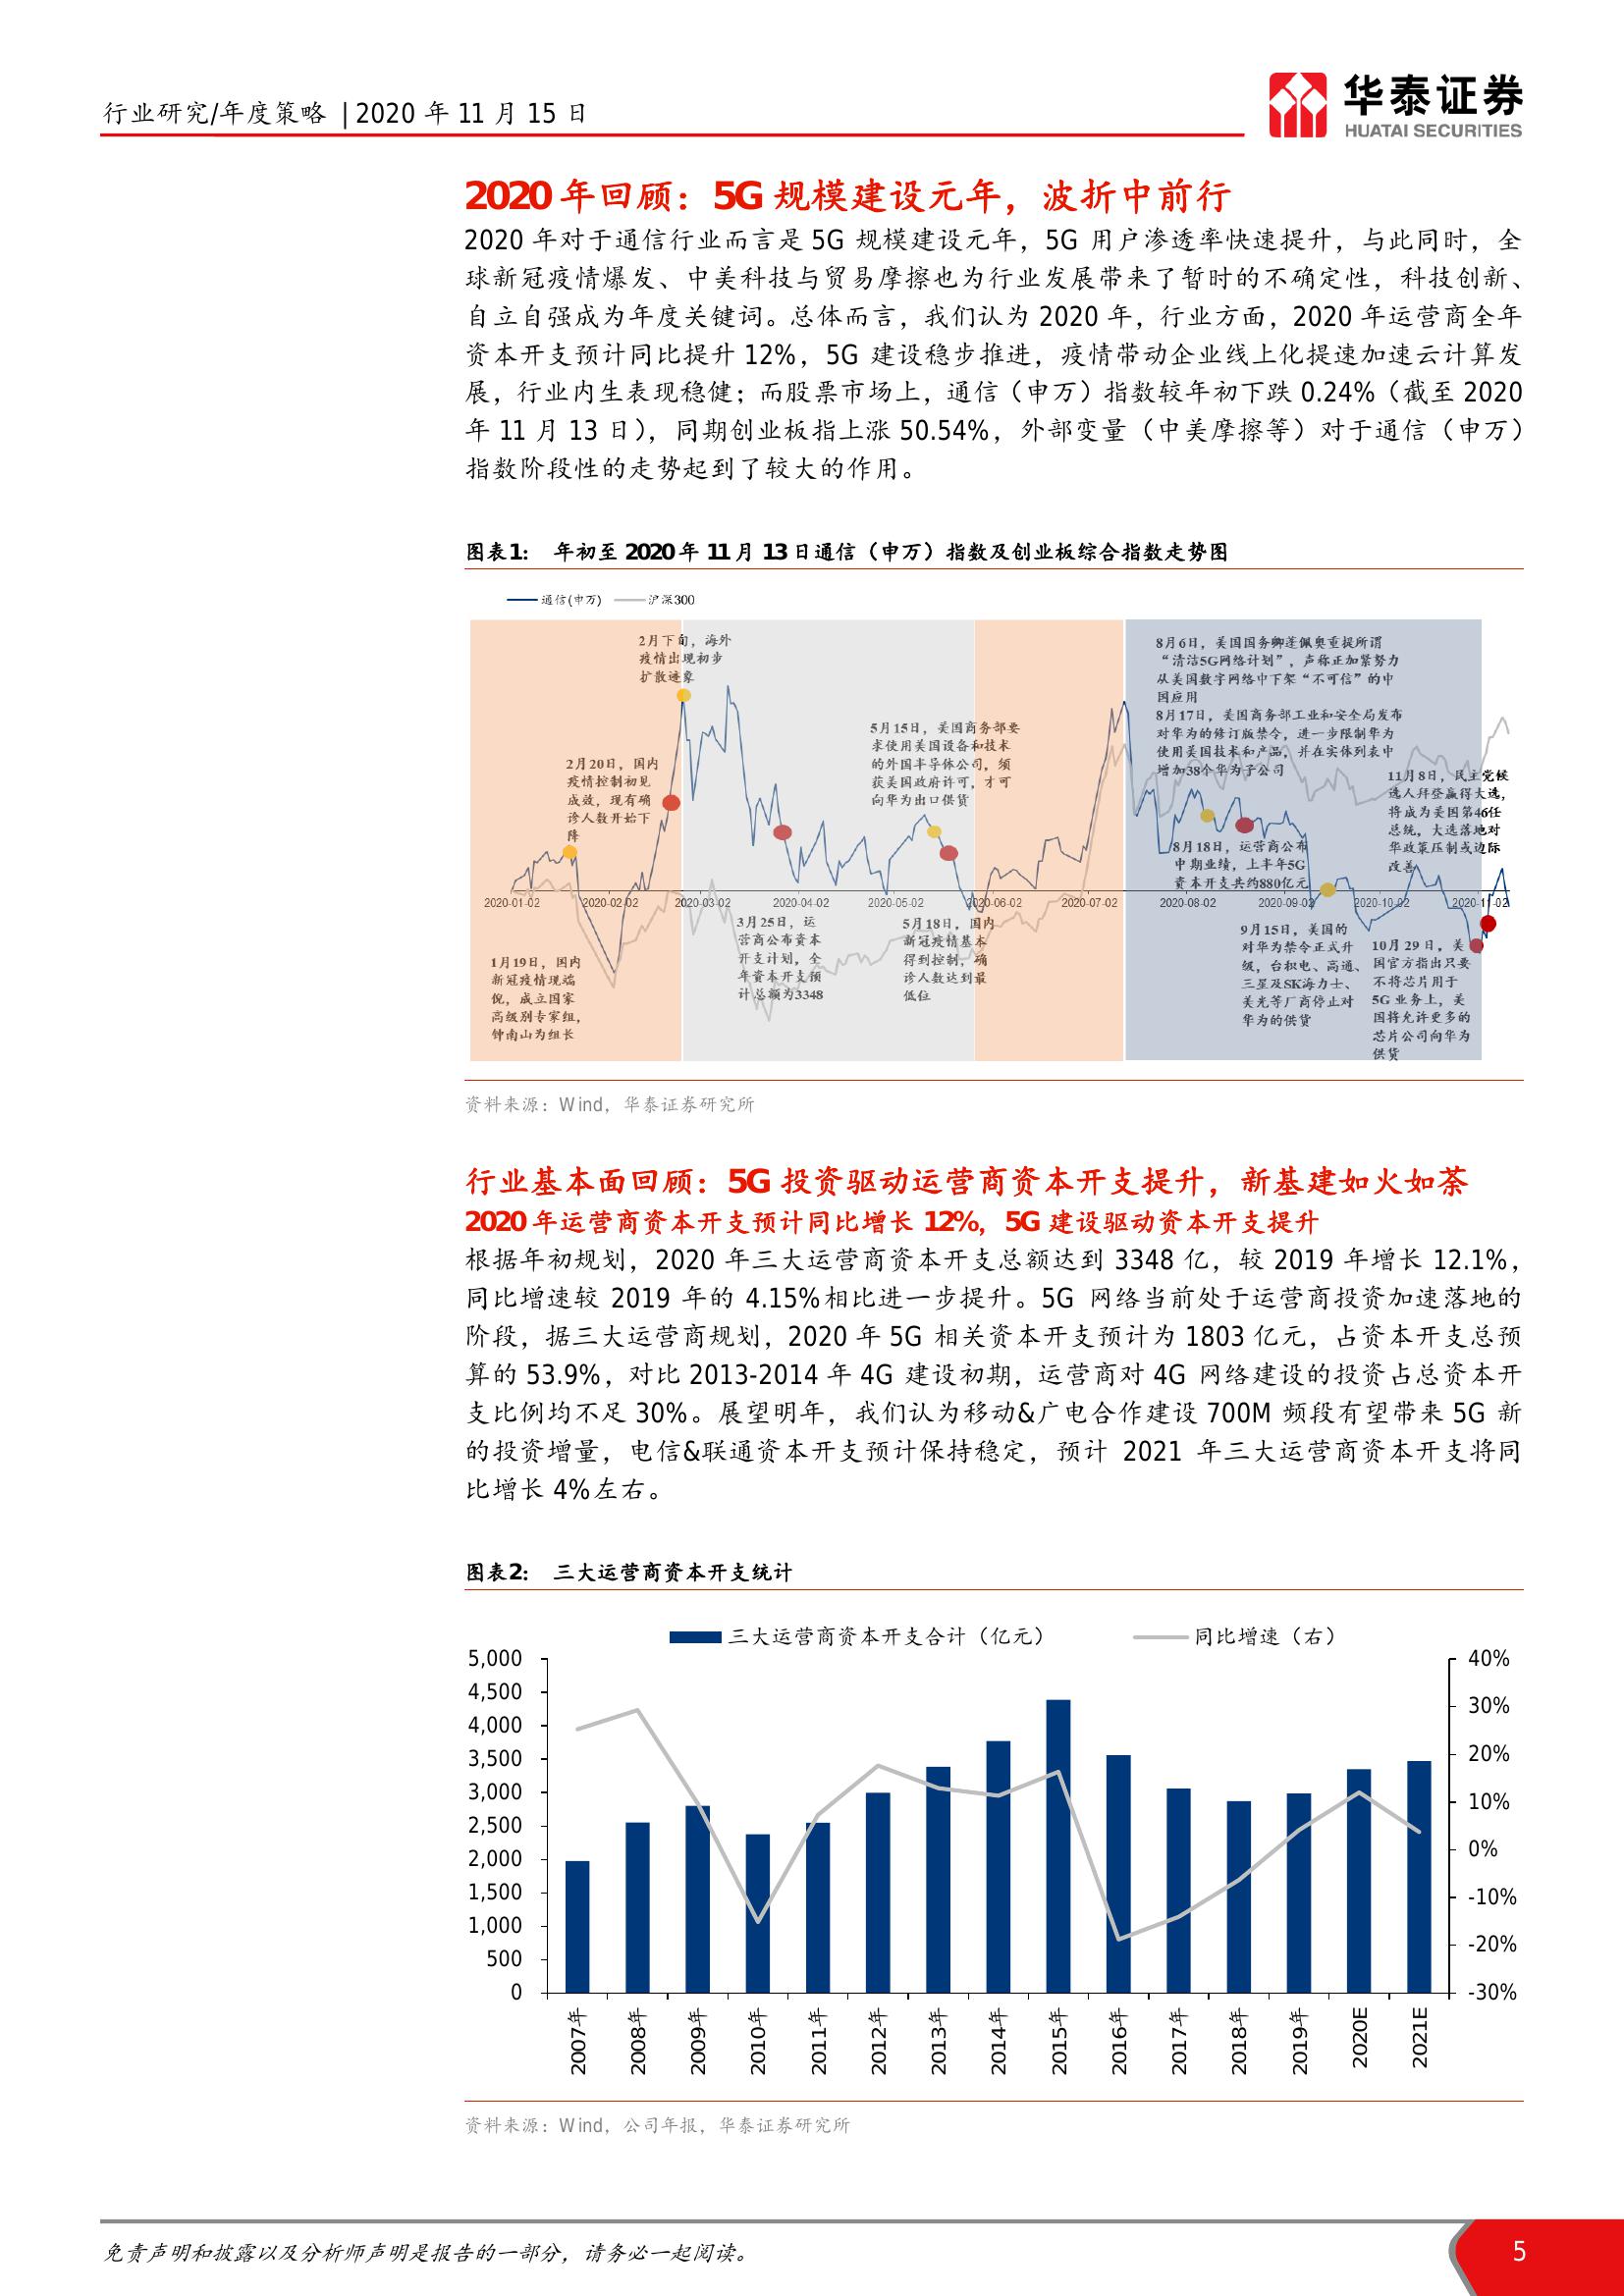 行业研究/年度策略 | 2020 年 11 月 15 日
华泰证券
HUATAI SECURITIES
2020 年回顾：5G 规模建设元年，波折中前行
2020 年对于通信行业而言是 5G 规模建设元年，5G 用户渗透率快速提升，与此同时，全
球新冠疫情爆发、中美科技与贸易摩擦也为行业发展带来了暂时的不确定性，科技创新、
自立自强成为年度关键词。总体而言，我们认为 2020 年，行业方面，2020 年运营商全年
资本开支预计同比提升 12%，5G 建设稳步推进，疫情带动企业线上化提速加速云计算发
展，行业内生表现稳健；而股票市场上，通信（申万）指数较年初下跌 0.24%（截至 2020
年 11 月 13 日），同期创业板指上涨 50.54%，外部变量（中美摩擦等）对于通信（申万）
指数阶段性的走势起到了较大的作用。
图表1： 年初至 2020 年 11 月 13 日通信（申万）指数及创业板综合指数走势图
通信(申万) 沪深300
2月下旬，海外
疫情出现初步
扩散迹象
2月20日，国内
疫情控制初见
成效，现有确
诊人数开始下
降
5月15日，美国商务部要
求使用美国设备和技术
的外国半导体公司，须
获美国政府许可，才可
向华为出口供货
8月6日，美国国务卿蓬佩奥重提所谓
“清洁5G网络计划”，声称正加紧努力
从美国数字网络中下架“不可信”的中
国应用
8月17日，美国商务部工业和安全局发布
对华为的修订版禁令，进一步限制华为
使用美国技术和产品，并在实体列表中
增加38个华为子公司
11月8日，民主党候
选人拜登赢得大选，
将成为美国第46任
总统，大选落地对
华政策压制或边际
改善
8月18日，运营商公布
中期业绩，上半年5G
资本开支共约880亿元
2020-01-02 2020-02-02 2020-03-02 2020-04-02 2020-05-02 2020-06-02 2020-07-02 2020-08-02 2020-09-02 2020-10-02 2020-11-02
1月19日，国内
新冠疫情现端
倪，成立国家
高级别专家组，
钟南山为组长
3月25日，运
营商公布资本
开支计划，全
年资本开支预
计总额为3348
5月18日，国内
新冠疫情基本
得到控制，确
诊人数达到最
低位
9月15日，美国的
对华为禁令正式升
级，台积电、高通、
三星及SK海力士、
美光等厂商停止对
华为的供货
10月 29 日，美
国官方指出只要
不将芯片用于
5G 业务上，美
国将允许更多的
芯片公司向华为
供货
资料来源：Wind，华泰证券研究所
行业基本面回顾：5G 投资驱动运营商资本开支提升，新基建如火如荼
2020 年运营商资本开支预计同比增长 12%，5G 建设驱动资本开支提升
根据年初规划，2020 年三大运营商资本开支总额达到 3348 亿，较 2019 年增长 12.1%，
同比增速较 2019 年的 4.15%相比进一步提升。5G 网络当前处于运营商投资加速落地的
阶段，据三大运营商规划，2020 年 5G 相关资本开支预计为 1803 亿元，占资本开支总预
算的 53.9%，对比 2013-2014 年 4G 建设初期，运营商对 4G 网络建设的投资占总资本开
支比例均不足 30%。展望明年，我们认为移动&广电合作建设 700M 频段有望带来 5G 新
的投资增量，电信&联通资本开支预计保持稳定，预计 2021 年三大运营商资本开支将同
比增长 4%左右。
图表2： 三大运营商资本开支统计
三大运营商资本开支合计（亿元） 同比增速（右）
5,000 40%
4,500 30%
4,000 20%
3,500 10%
3,000 0%
2,500 -10%
2,000 -20%
1,500 -30%
1,000
500
0
2007年 2008年 2009年 2010年 2011年 2012年 2013年 2014年 2015年 2016年 2017年 2018年 2019年 2020E 2021E
资料来源：Wind，公司年报，华泰证券研究所
免责声明和披露以及分析师声明是报告的一部分，请务必一起阅读。
5